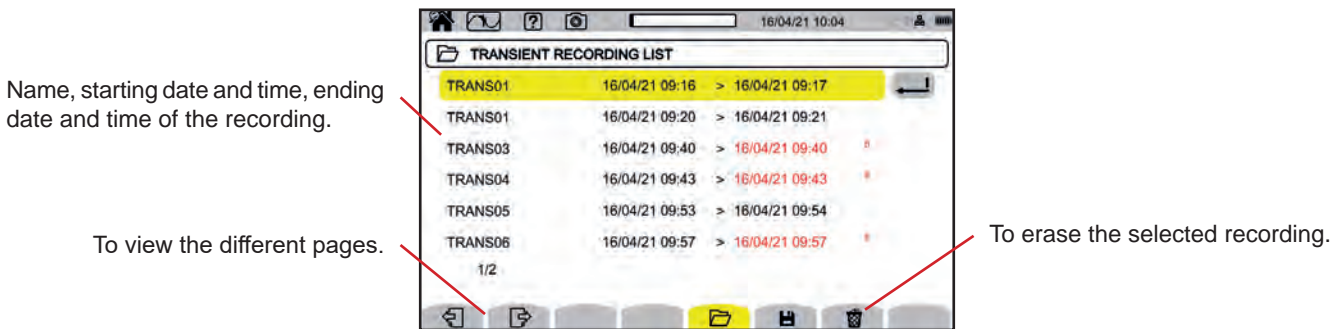 16/04/21 10:04
TRANSIENT RECORDING LIST
Name, starting date and time, ending
date and time of the recording.
TRANS01 16/04/21 09:16 > 16/04/21 09:17
TRANS01 16/04/21 09:20 > 16/04/21 09:21
TRANS03 16/04/21 09:40 > 16/04/21 09:40
TRANS04 16/04/21 09:43 > 16/04/21 09:43
TRANS05 16/04/21 09:53 > 16/04/21 09:54
TRANS06 16/04/21 09:57 > 16/04/21 09:57
To view the different pages.
To erase the selected recording.
1/2